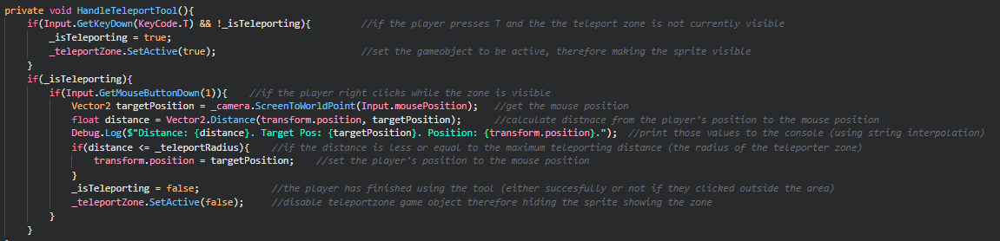 private void HandleTeleportTool(){
if(Input.GetKeyDown(KeyCode.T) && !_isTeleporting){ //if the player presses T and the the teleport zone is not currently visible
_isTeleporting = true;
_teleportZone.SetActive(true); //set the gameobject to be active, therefore making the sprite visible
}
if(_isTeleporting){
if(Input.GetMouseButtonDown(1)){ //if the player right clicks while the zone is visible
Vector2 targetPosition = _camera.ScreenToWorldPoint(Input.mousePosition); //get the mouse position
float distance = Vector2.Distance(transform.position, targetPosition); //calculate distnace from the player's position to the mouse position
Debug.Log($"Distance: {distance}. Target Pos: {targetPosition}. Position: {transform.position}."); //print those values to the console (using string interpolation)
if(distance <= _teleportRadius){ //if the distance is less or equal to the maximum teleporting distance (the radius of the teleporter zone)
transform.position = targetPosition; //set the player's position to the mouse position
}
_isTeleporting = false; //the player has finished using the tool (either succesfully or not if they clicked outside the area)
_teleportZone.SetActive(false); //disable teleportzone game object therefore hiding the sprite showing the zone
}
}